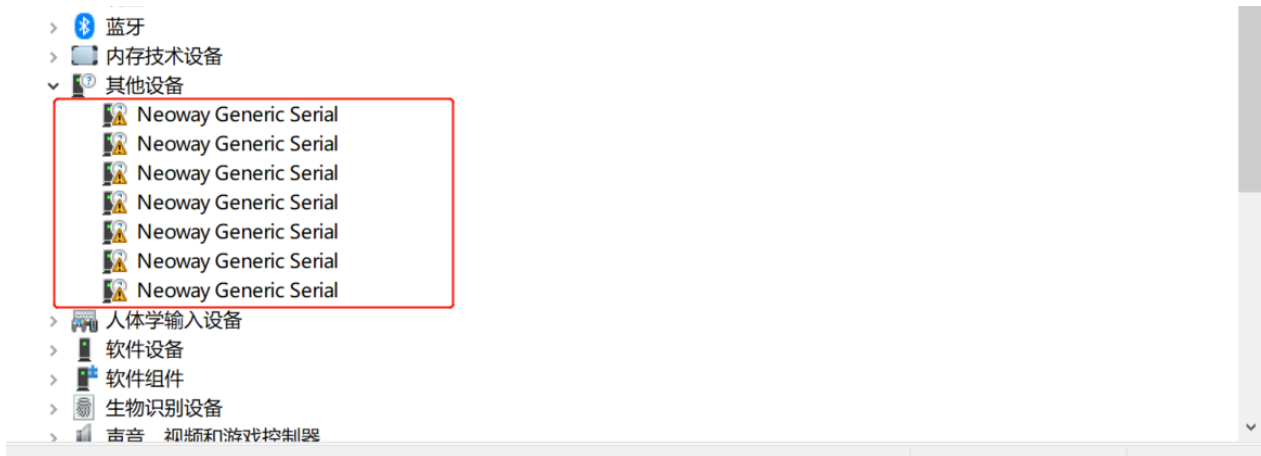 蓝牙
内存技术设备
其他设备
Neoway Generic Serial
Neoway Generic Serial
Neoway Generic Serial
Neoway Generic Serial
Neoway Generic Serial
Neoway Generic Serial
Neoway Generic Serial
人体学输入设备
软件设备
软件组件
生物识别设备
声音、视频和游戏控制器